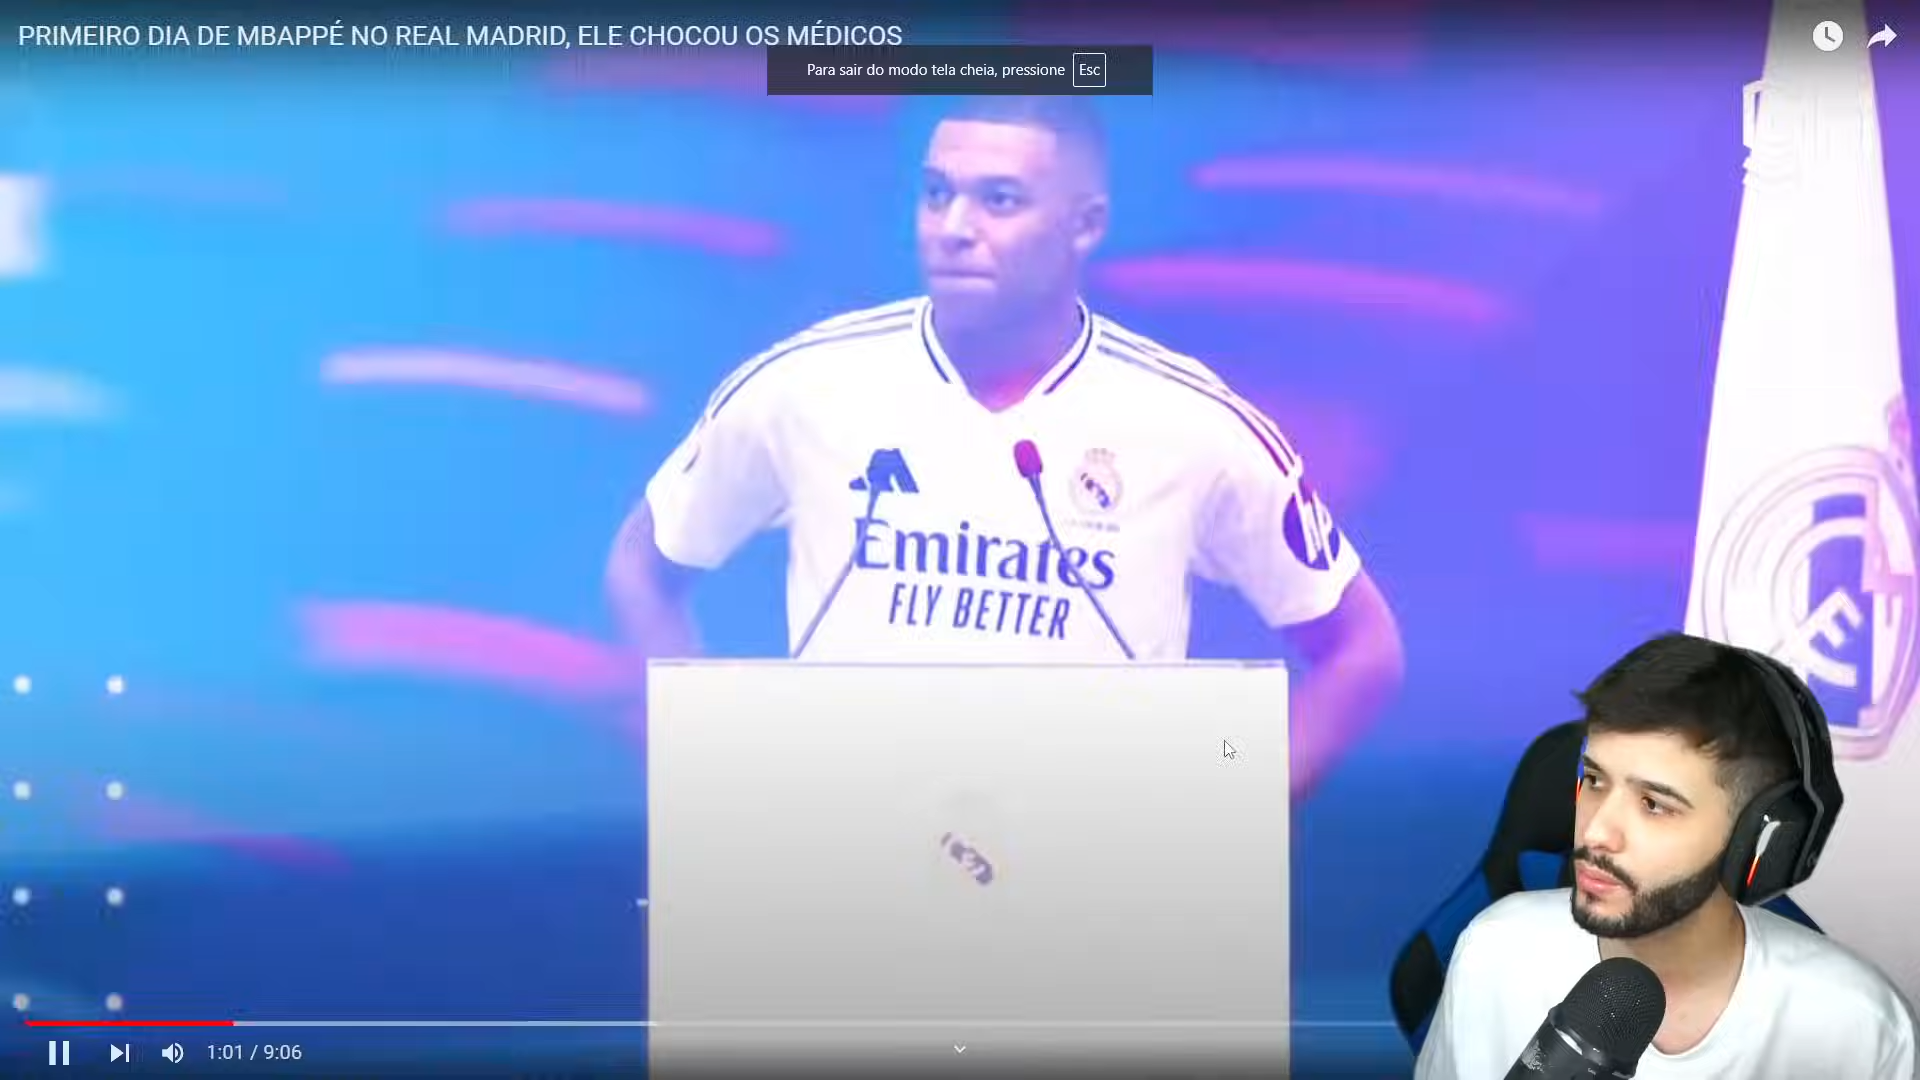 PRIMEIRO DIA DE MBAPPÉ NO REAL MADRID, ELE CHOCOU OS MÉDICOS
Para sair do modo tela cheia, pressione Esc
hp
Emirates
FLY BETTER
1:01 / 9:06